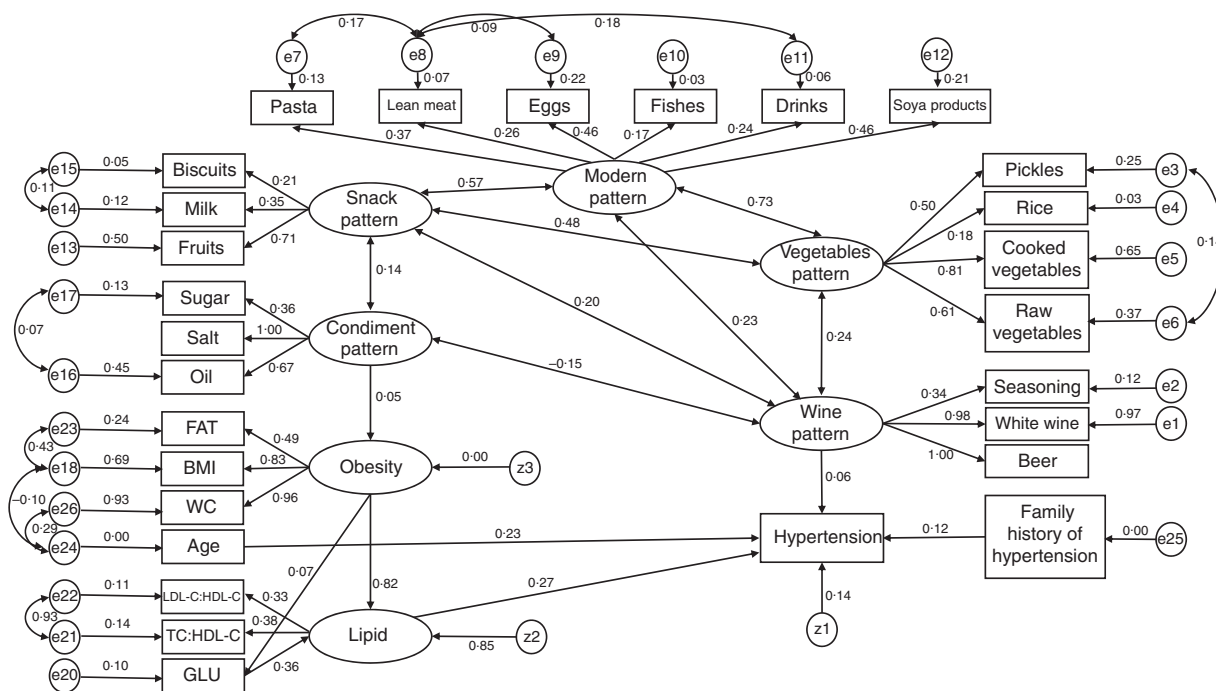 0·17
0·09
0·18
e7
e8
e9
e10
e11
e12
0·13
0·07
0·22
0·03
0·06
0·21
Pasta
Lean meat
Eggs
Fishes
Drinks
Soya products
0·37
0·26
0·46
0·17
0·24
0·46
Modern
pattern
e15
0·05
Biscuits
0·11
e14
0·12
Milk
e13
0·50
Fruits
0·21
0·35
0·71
Snack
pattern
0·57
0·48
0·73
0·14
0·20
0·23
Vegetables
pattern
0·50
0·18
0·81
0·61
Pickles
0·25
e3
Rice
0·03
e4
Cooked
vegetables
0·65
e5
Raw
vegetables
0·37
e6
e17
0·13
Sugar
0·07
Salt
e16
0·45
Oil
0·36
1·00
0·67
Condiment
pattern
–0·15
0·24
0·05
Wine
pattern
0·34
0·98
1·00
Seasoning
0·12
e2
White wine
0·97
e1
Beer
e23
0·24
FAT
0·43
e18
0·69
BMI
–0·10
e26
0·93
WC
0·29
e24
0·00
Age
0·49
0·83
0·96
Obesity
0·00
z3
0·06
0·23
Hypertension
0·12
Family
history of
hypertension
0·00
e25
0·07
0·82
0·27
0·14
z1
e22
0·11
LDL-C:HDL-C
0·93
e21
0·14
TC:HDL-C
e20
0·10
GLU
0·33
0·38
0·36
Lipid
0·85
z2